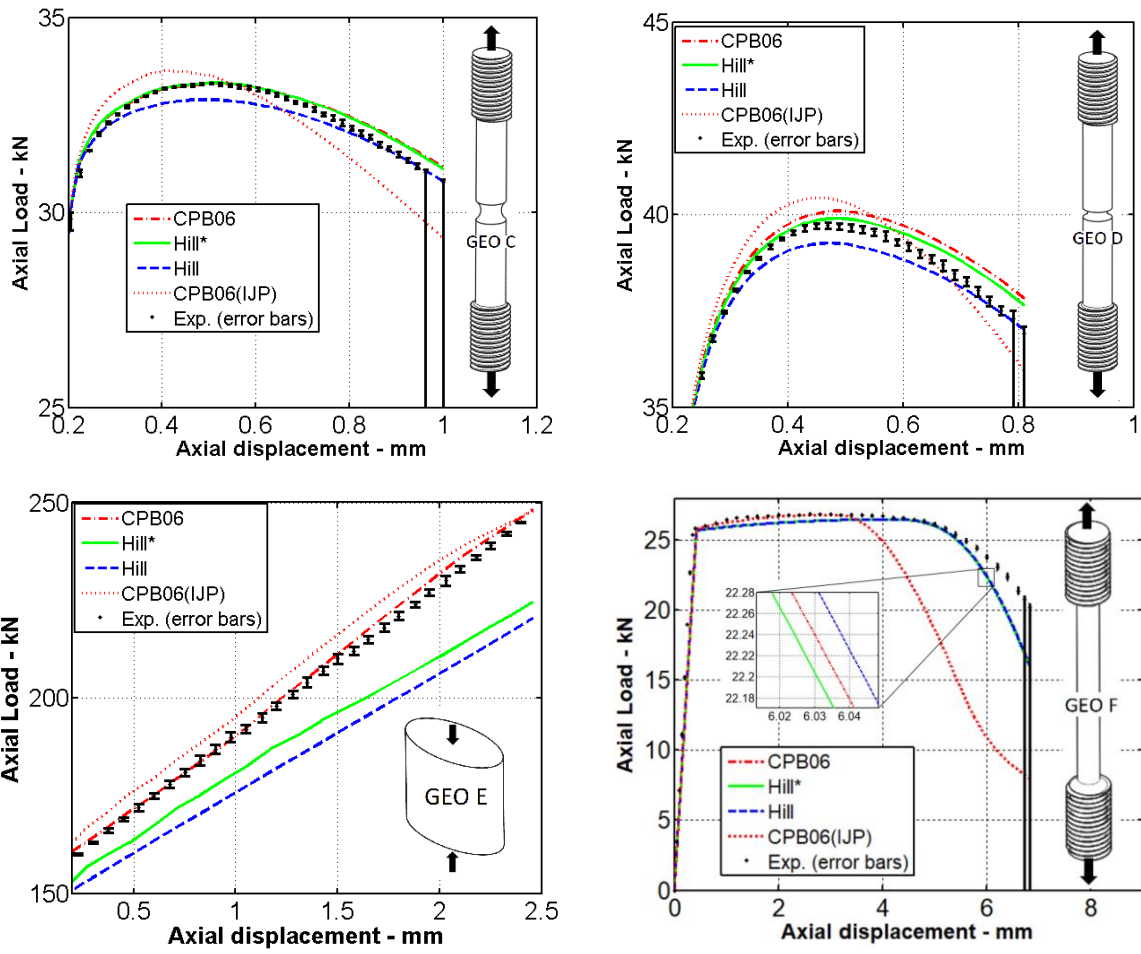 35
30
25
0.2
0.4
0.6
0.8
1
1.2
Axial Load - kN
Axial displacement - mm
CPB06
Hill*
Hill
CPB06(IJP)
Exp. (error bars)
GEO C
45
40
35
0.2
0.4
0.6
0.8
1
Axial Load - kN
Axial displacement - mm
CPB06
Hill*
Hill
CPB06(IJP)
Exp. (error bars)
GEO D
250
200
150
0.5
1
1.5
2
2.5
Axial Load - kN
Axial displacement - mm
CPB06
Hill*
Hill
CPB06(IJP)
Exp. (error bars)
GEO E
25
20
15
10
5
0
0
2
4
6
8
Axial Load - kN
Axial displacement - mm
22.28
22.26
22.24
22.22
22.2
22.18
6.02
6.03
6.04
CPB06
Hill*
Hill
CPB06(IJP)
Exp. (error bars)
GEO F